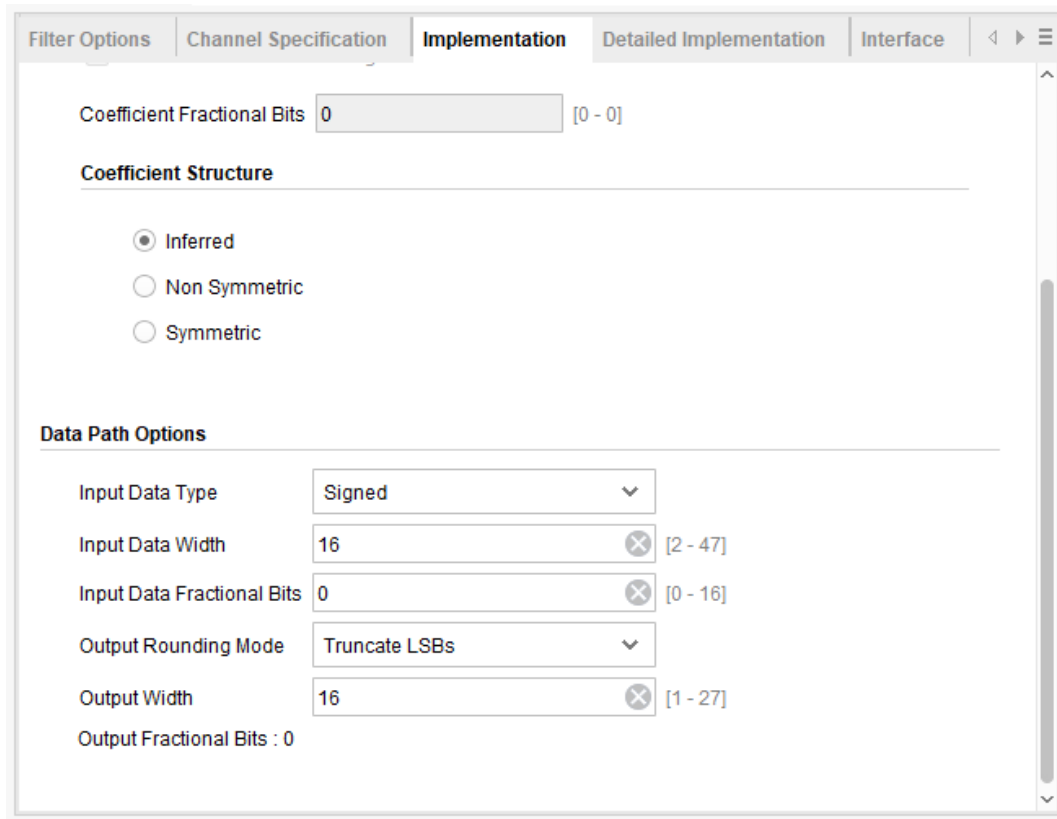 Filter Options Channel Specification Implementation Detailed Implementation Interface
Coefficient Fractional Bits 0 [0 - 0]
Coefficient Structure
Inferred
Non Symmetric
Symmetric
Data Path Options
Input Data Type Signed
Input Data Width 16 [2 - 47]
Input Data Fractional Bits 0 [0 - 16]
Output Rounding Mode Truncate LSBs
Output Width 16 [1 - 27]
Output Fractional Bits : 0